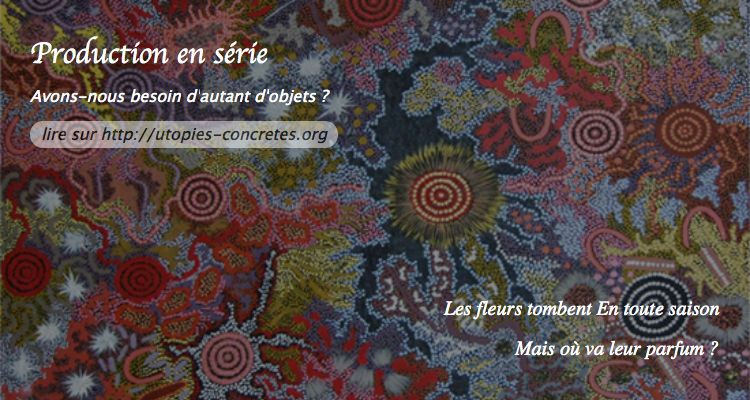 Production en série
Avons-nous besoin d'autant d'objets ?
lire sur http://utopies-concretes.org
Les fleurs tombent En toute saison
Mais où va leur parfum ?